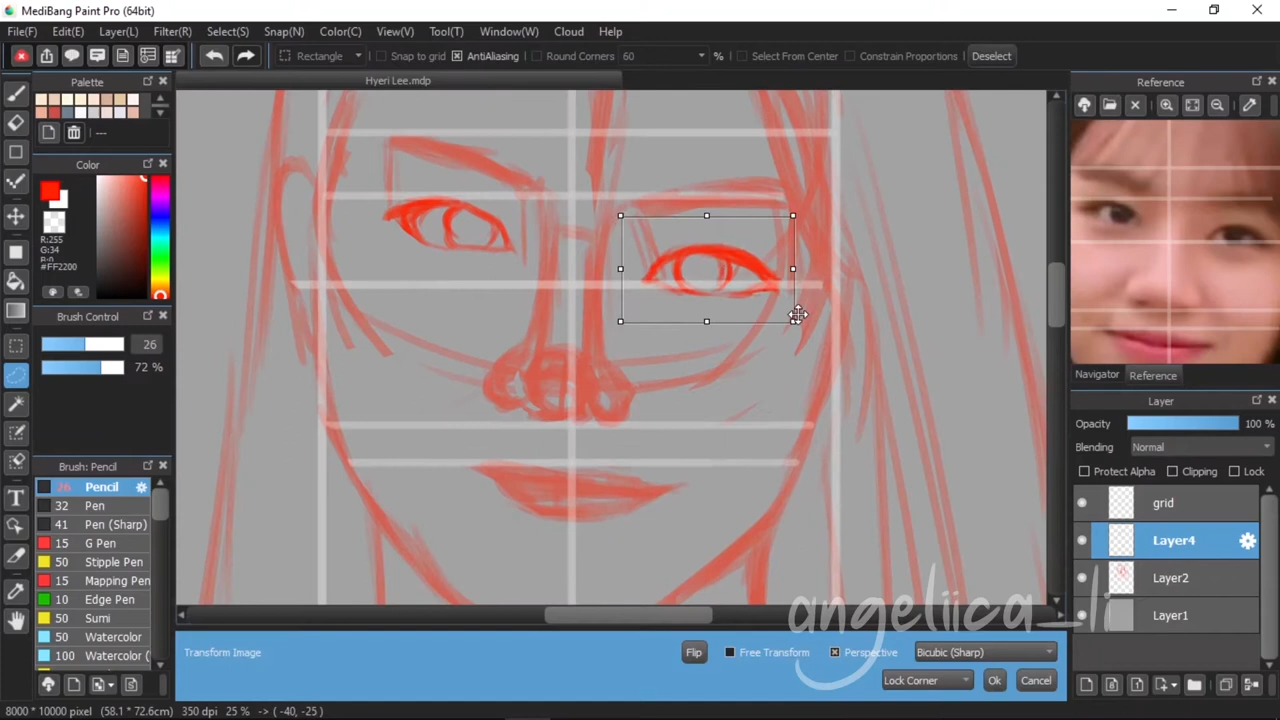 MediBang Paint Pro (64bit)
File(F) Edit(E) Layer(L) Filter(R) Select(S) Snap(N) Color(C) View(V) Tool(T) Window(W) Cloud Help
Rectangle Snap to grid AntiAliasing Round Corners 60 % Select From Center Constrain Proportions Deselect
Palette Hyeri Lee.mdp Reference
---
Color
R:255
G:34
B:0
#FF2200
Brush Control
26
72 %
Navigator Reference
Layer
Opacity 100 %
Blending Normal
Protect Alpha Clipping Lock
Brush: Pencil
26 Pencil
32 Pen
41 Pen (Sharp)
15 G Pen
50 Stipple Pen
15 Mapping Pen
10 Edge Pen
50 Sumi
50 Watercolor
100 Watercolor (
grid
Layer4
Layer2
Layer1
angeliica_li
Transform Image Flip Free Transform Perspective Bicubic (Sharp)
Lock Corner Ok Cancel
8000 * 10000 pixel (58.1 * 72.6cm) 350 dpi 25 % -> ( -40, -25 )